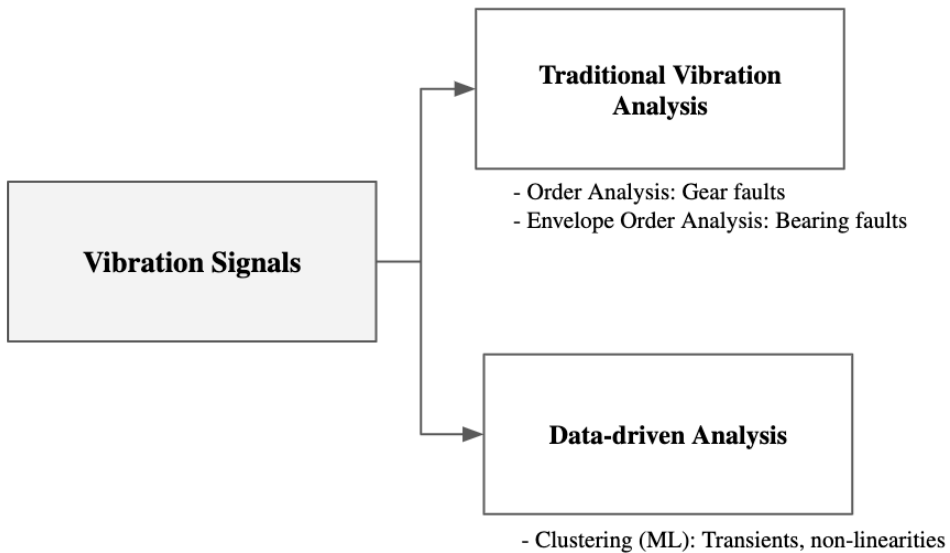 Traditional Vibration
Analysis
- Order Analysis: Gear faults
- Envelope Order Analysis: Bearing faults
Vibration Signals
Data-driven Analysis
- Clustering (ML): Transients, non-linearities